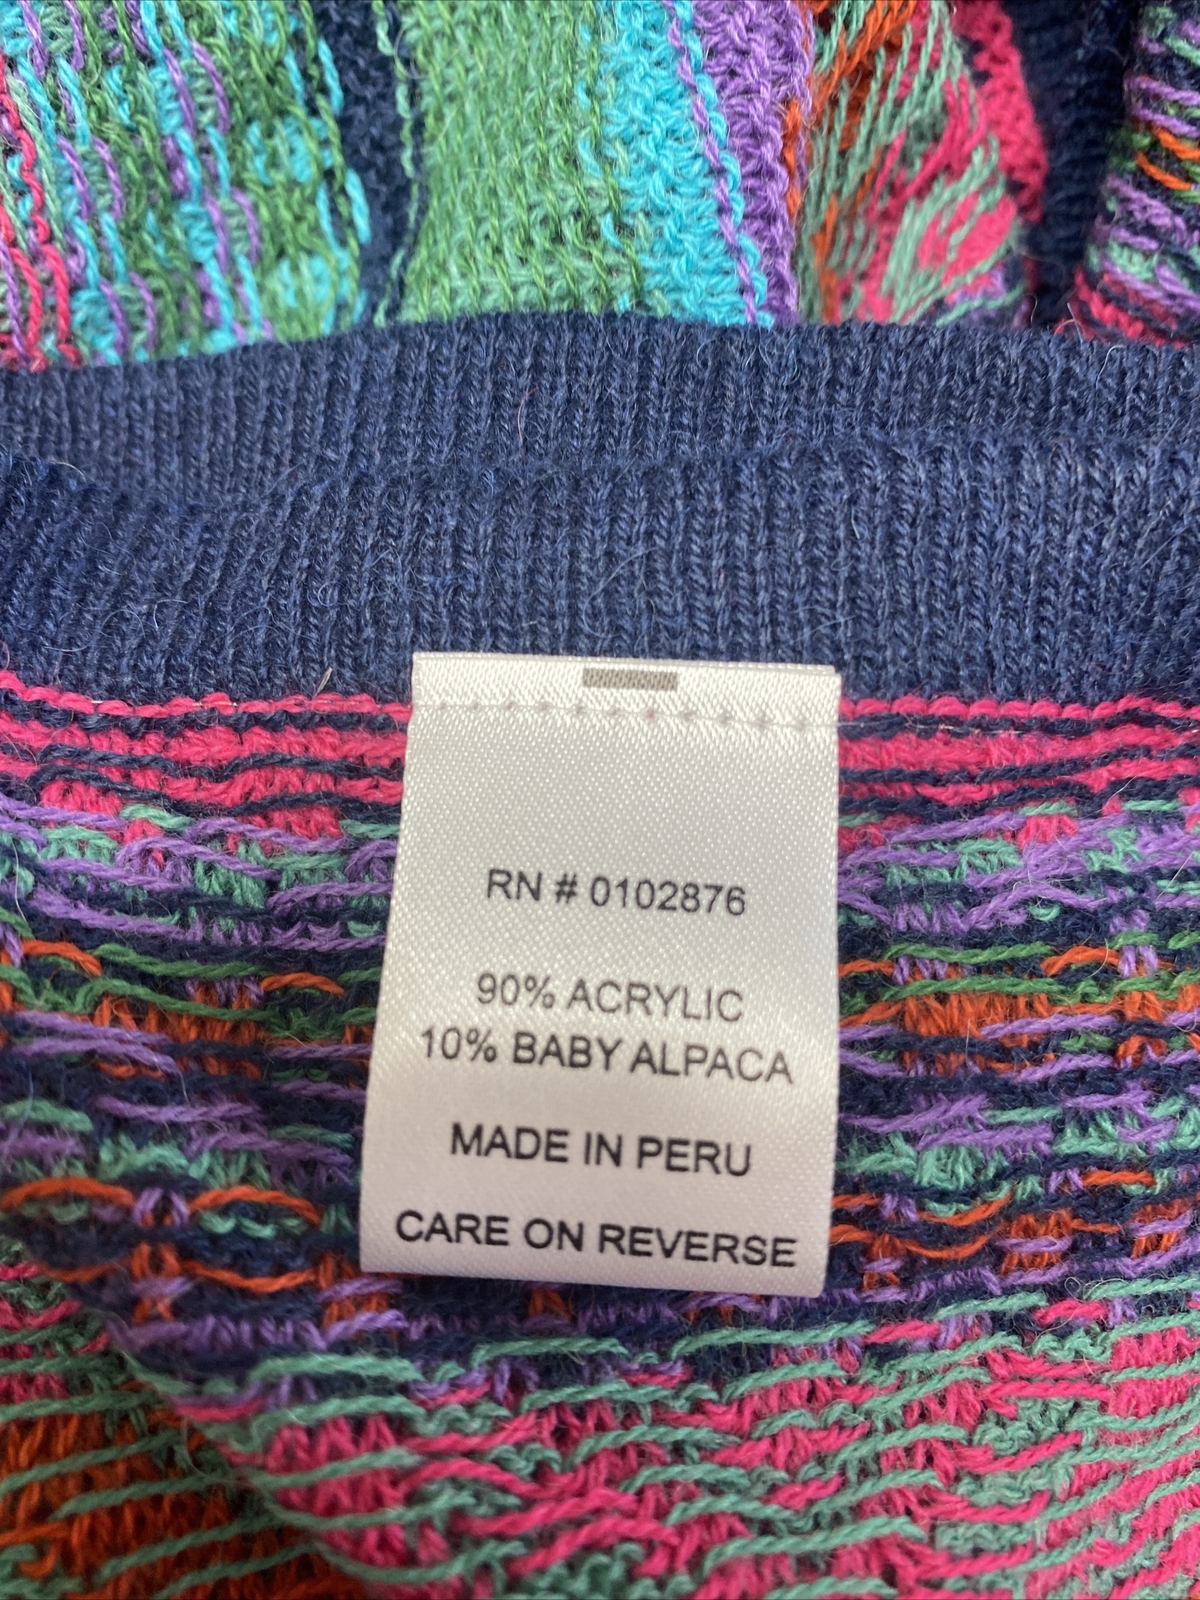 RN # 0102876
90% ACRYLIC
10% BABY ALPACA
MADE IN PERU
CARE ON REVERSE